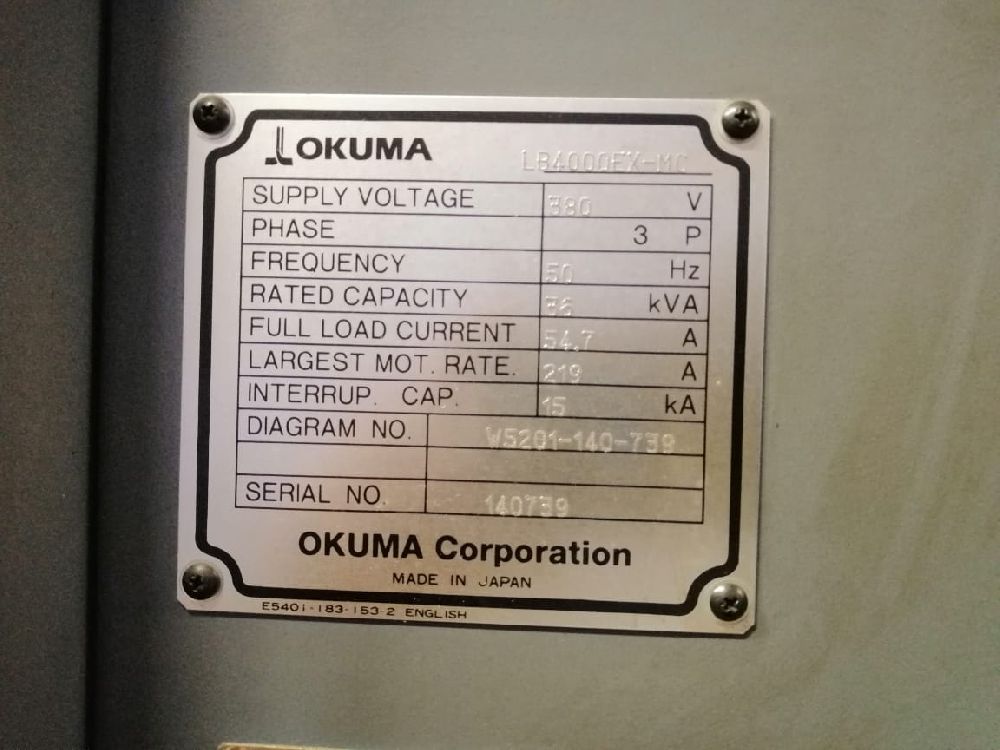 OKUMA LB4000EX-MC
SUPPLY VOLTAGE 380 V
PHASE 3 P
FREQUENCY 50 Hz
RATED CAPACITY 36 kVA
FULL LOAD CURRENT 54.7 A
LARGEST MOT. RATE. 219 A
INTERRUP. CAP. 15 kA
DIAGRAM NO. W5201-140-739
SERIAL NO. 140739
OKUMA Corporation
MADE IN JAPAN
E5401-183-153-2 ENGLISH